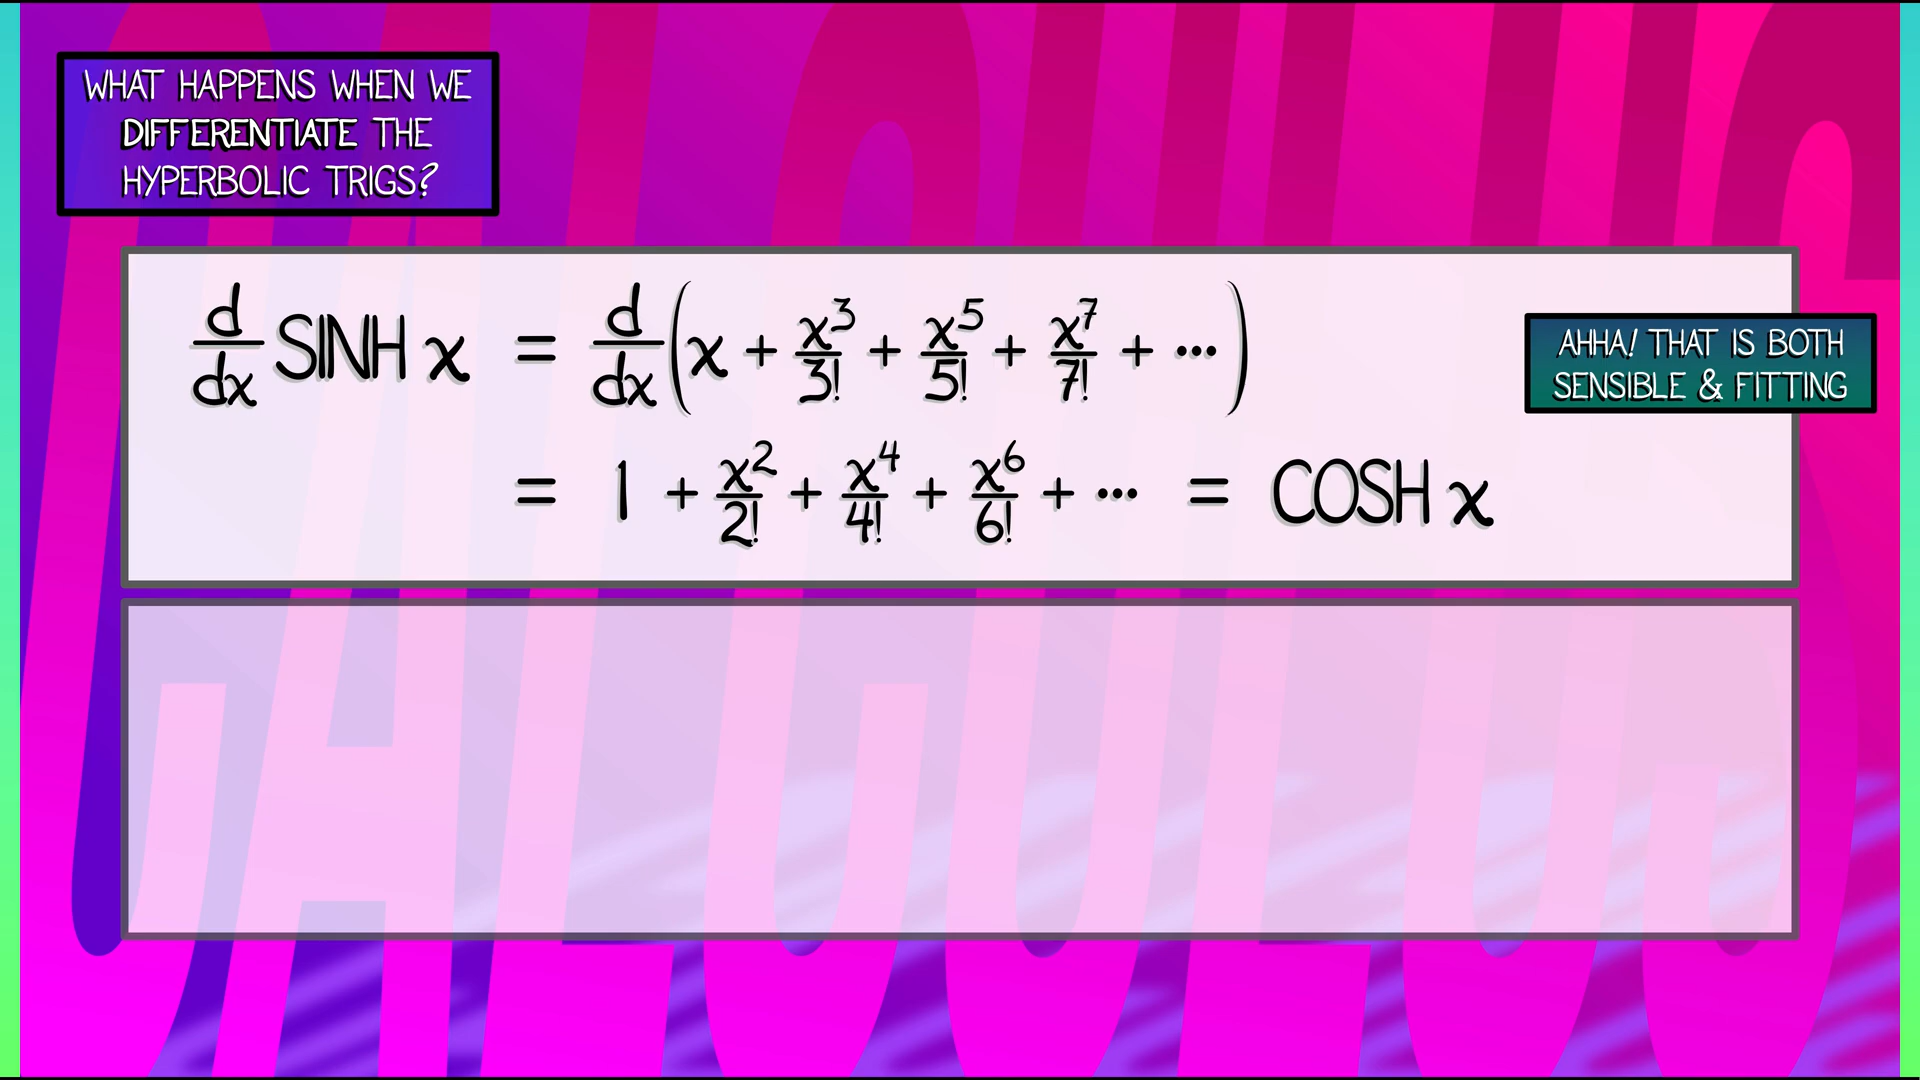 WHAT HAPPENS WHEN WE
DIFFERENTIATE THE
HYPERBOLIC TRIGS?
d/dx SINH x = d/dx (x + x³/3! + x⁵/5! + x⁷/7! + ⋯)
AHHA! THAT IS BOTH
SENSIBLE & FITTING
= 1 + x²/2! + x⁴/4! + x⁶/6! + ⋯ = COSH x
CALCULUS